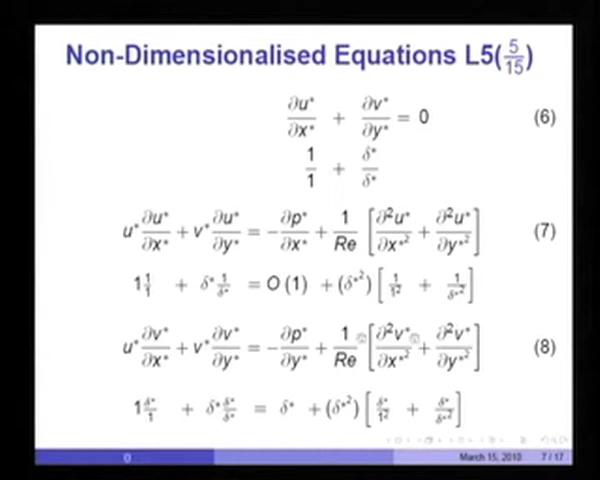 Non-Dimensionalised Equations L5(5/15)
∂u*/∂x* + ∂v*/∂y* = 0 (6)
1/1 + δ*/δ*
u* ∂u*/∂x* + v* ∂u*/∂y* = −∂p*/∂x* + 1/Re [∂²u*/∂x*² + ∂²u*/∂y*²] (7)
1 1/1 + δ* 1/δ* = O (1) + (δ*²) [1/1² + 1/δ*²]
u* ∂v*/∂x* + v* ∂v*/∂y* = −∂p*/∂y* + 1/Re [∂²v*/∂x*² + ∂²v*/∂y*²] (8)
1 δ*/1 + δ* δ*/δ* = δ* + (δ*²) [δ*/1² + δ*/δ*²]
0 March 15, 2010 7 / 17